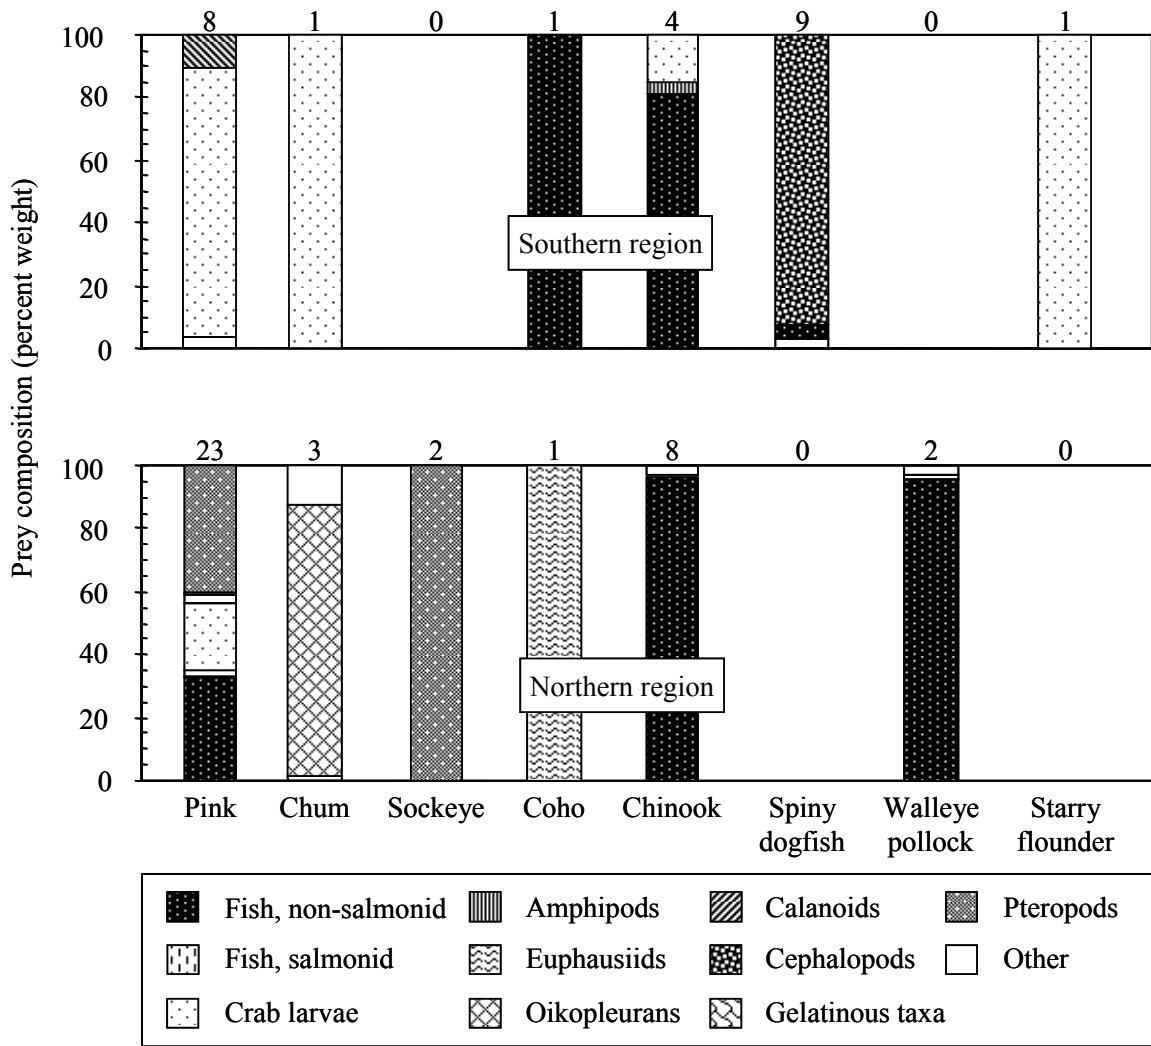 8 1 0 1 4 9 0 1
100
80
60
40
20
0
Southern region
Prey composition (percent weight)
23 3 2 1 8 0 2 0
100
80
60
40
20
0
Northern region
Pink Chum Sockeye Coho Chinook Spiny dogfish Walleye pollock Starry flounder
Fish, non-salmonid Amphipods Calanoids Pteropods
Fish, salmonid Euphausiids Cephalopods Other
Crab larvae Oikopleurans Gelatinous taxa